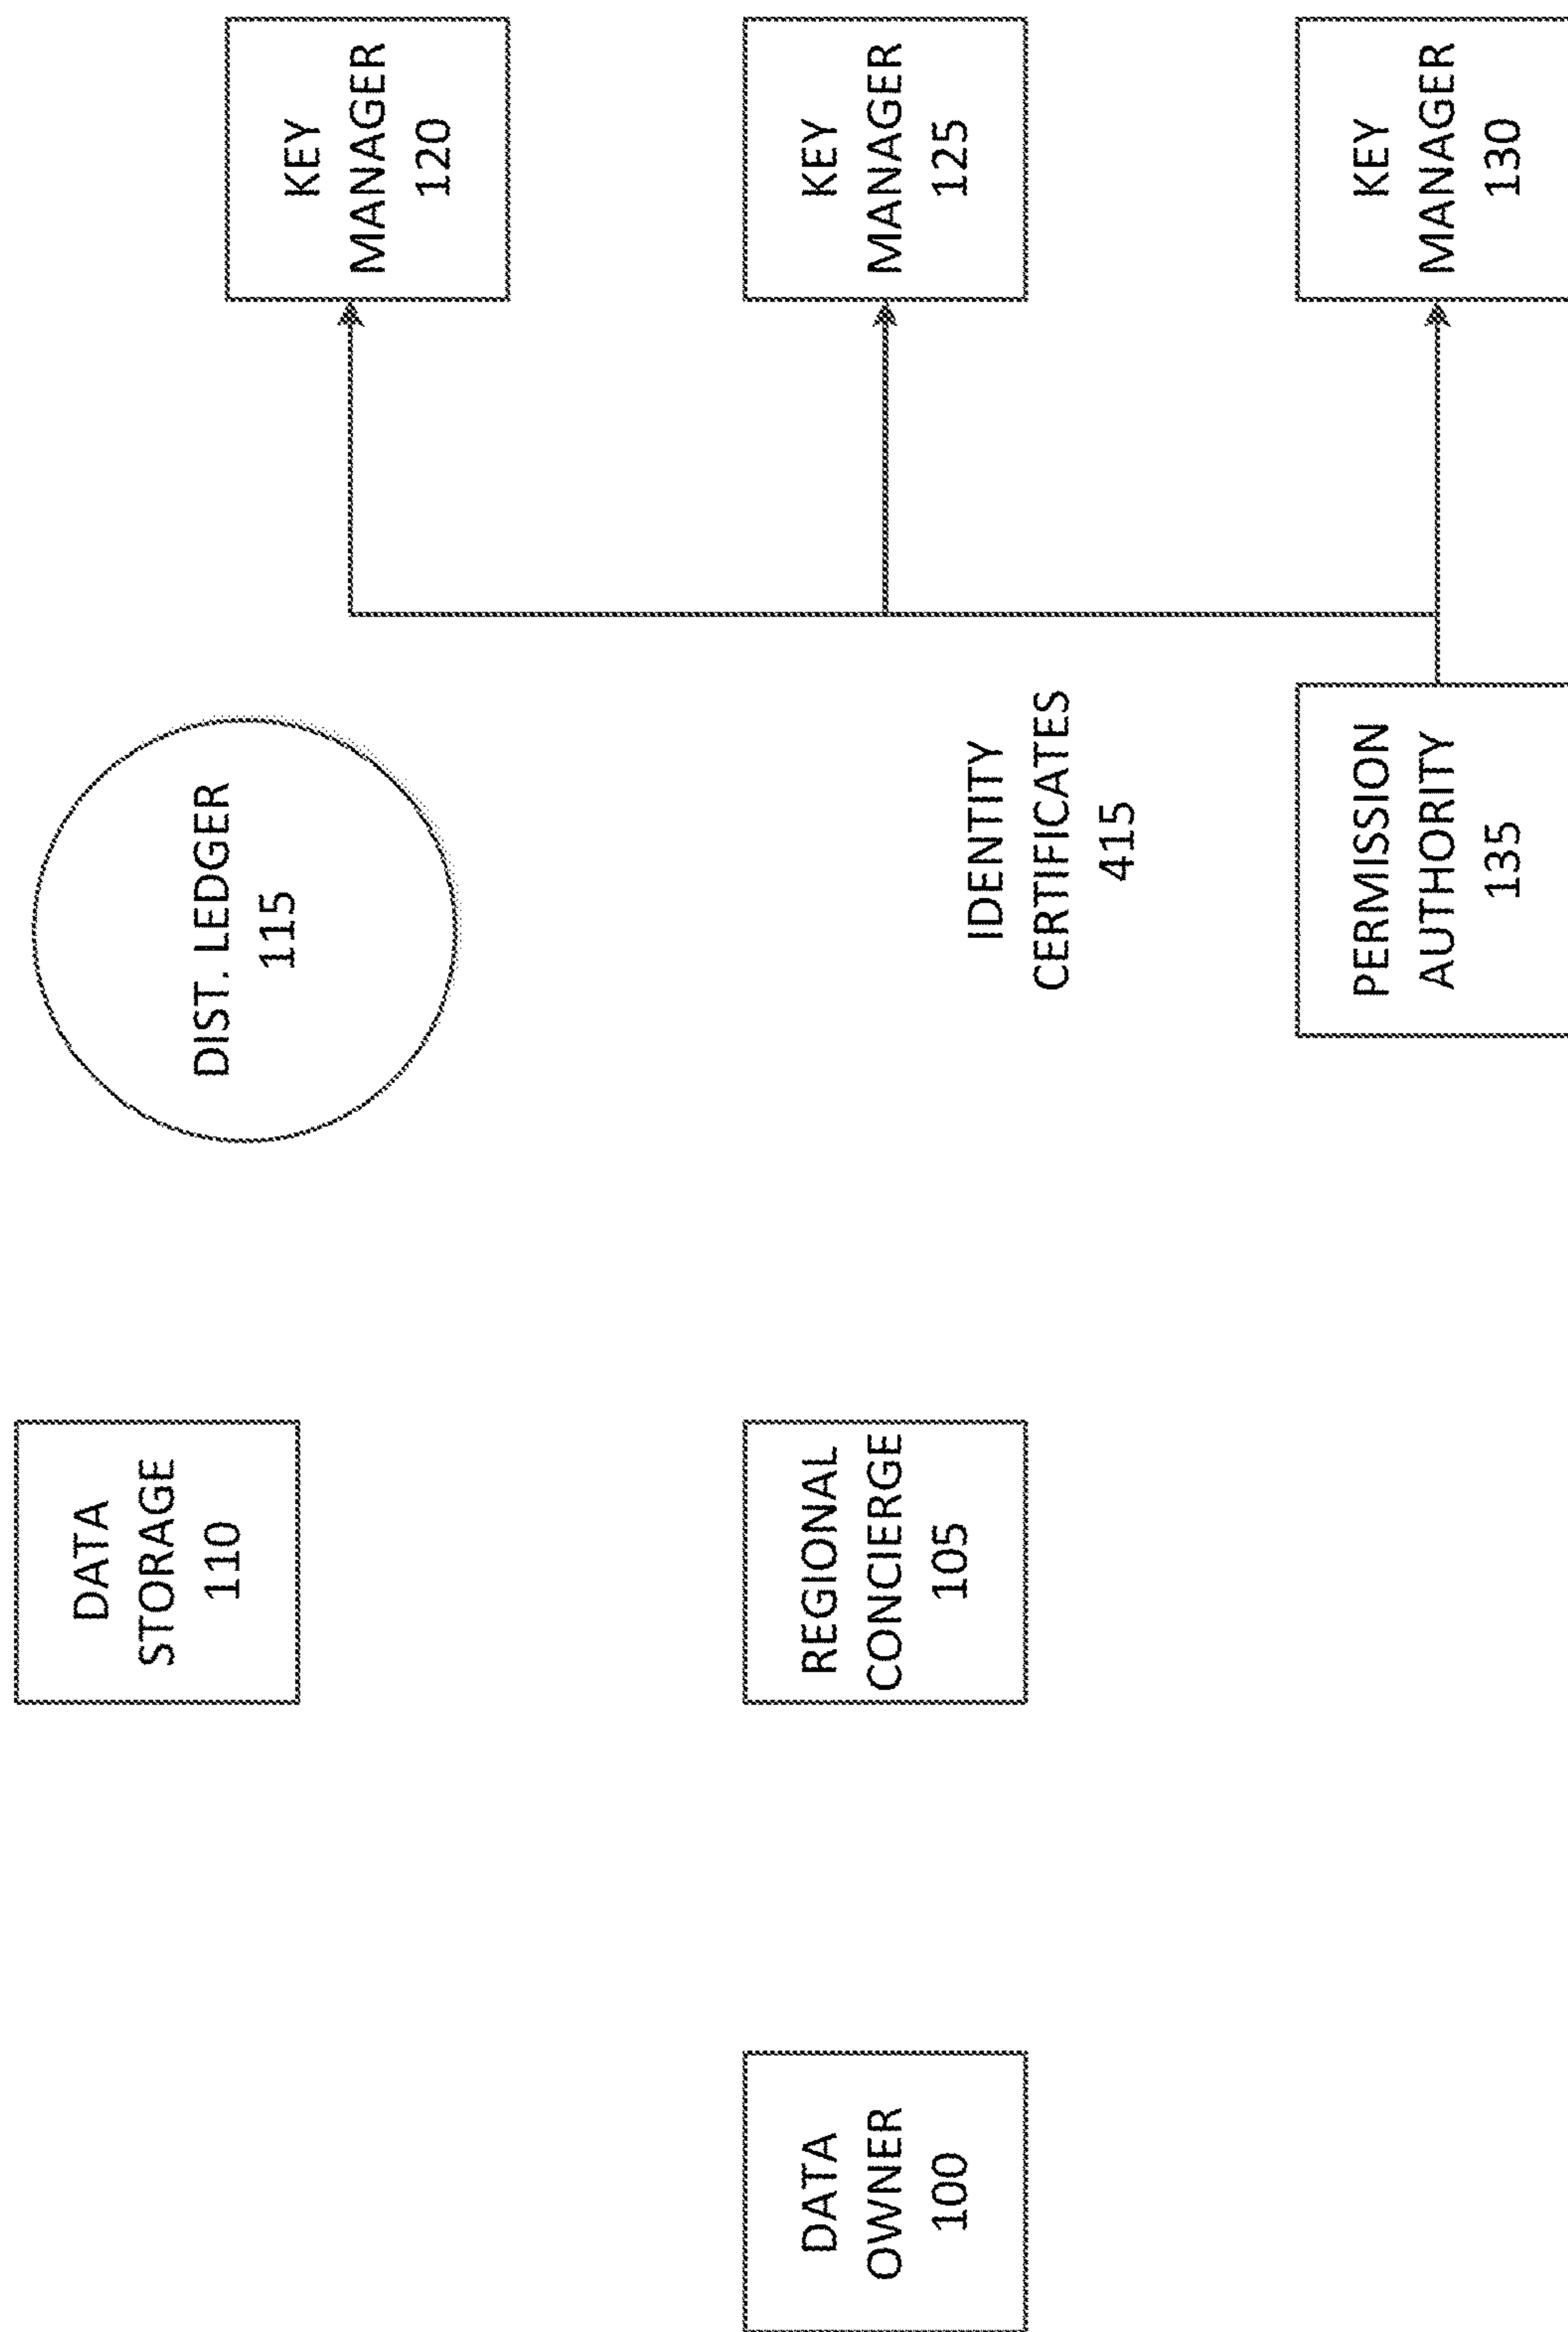 DATA
STORAGE
110
DIST. LEDGER
115
KEY
MANAGER
120
DATA
OWNER
100
REGIONAL
CONCIERGE
105
KEY
MANAGER
125
IDENTITY
CERTIFICATES
415
PERMISSION
AUTHORITY
135
KEY
MANAGER
130